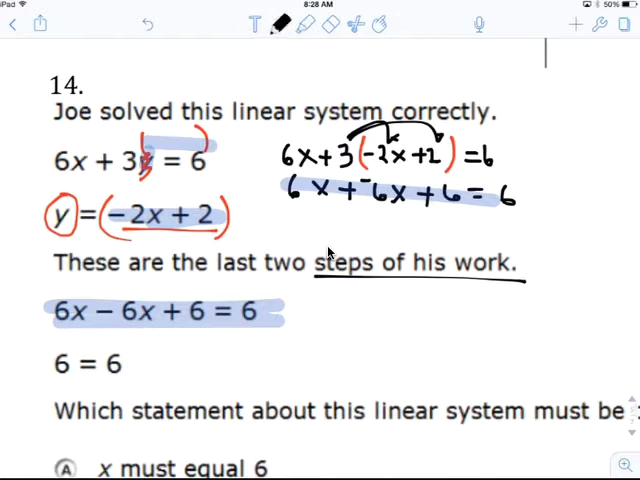 iPad
8:28 AM
50%
T
14.
Joe solved this linear system correctly.
6x + 3y = 6
6x+3(-2x+2)=6
y = (−2x + 2)
6x+-6x+6=6
These are the last two steps of his work.
6x − 6x + 6 = 6
6 = 6
Which statement about this linear system must be
A x must equal 6